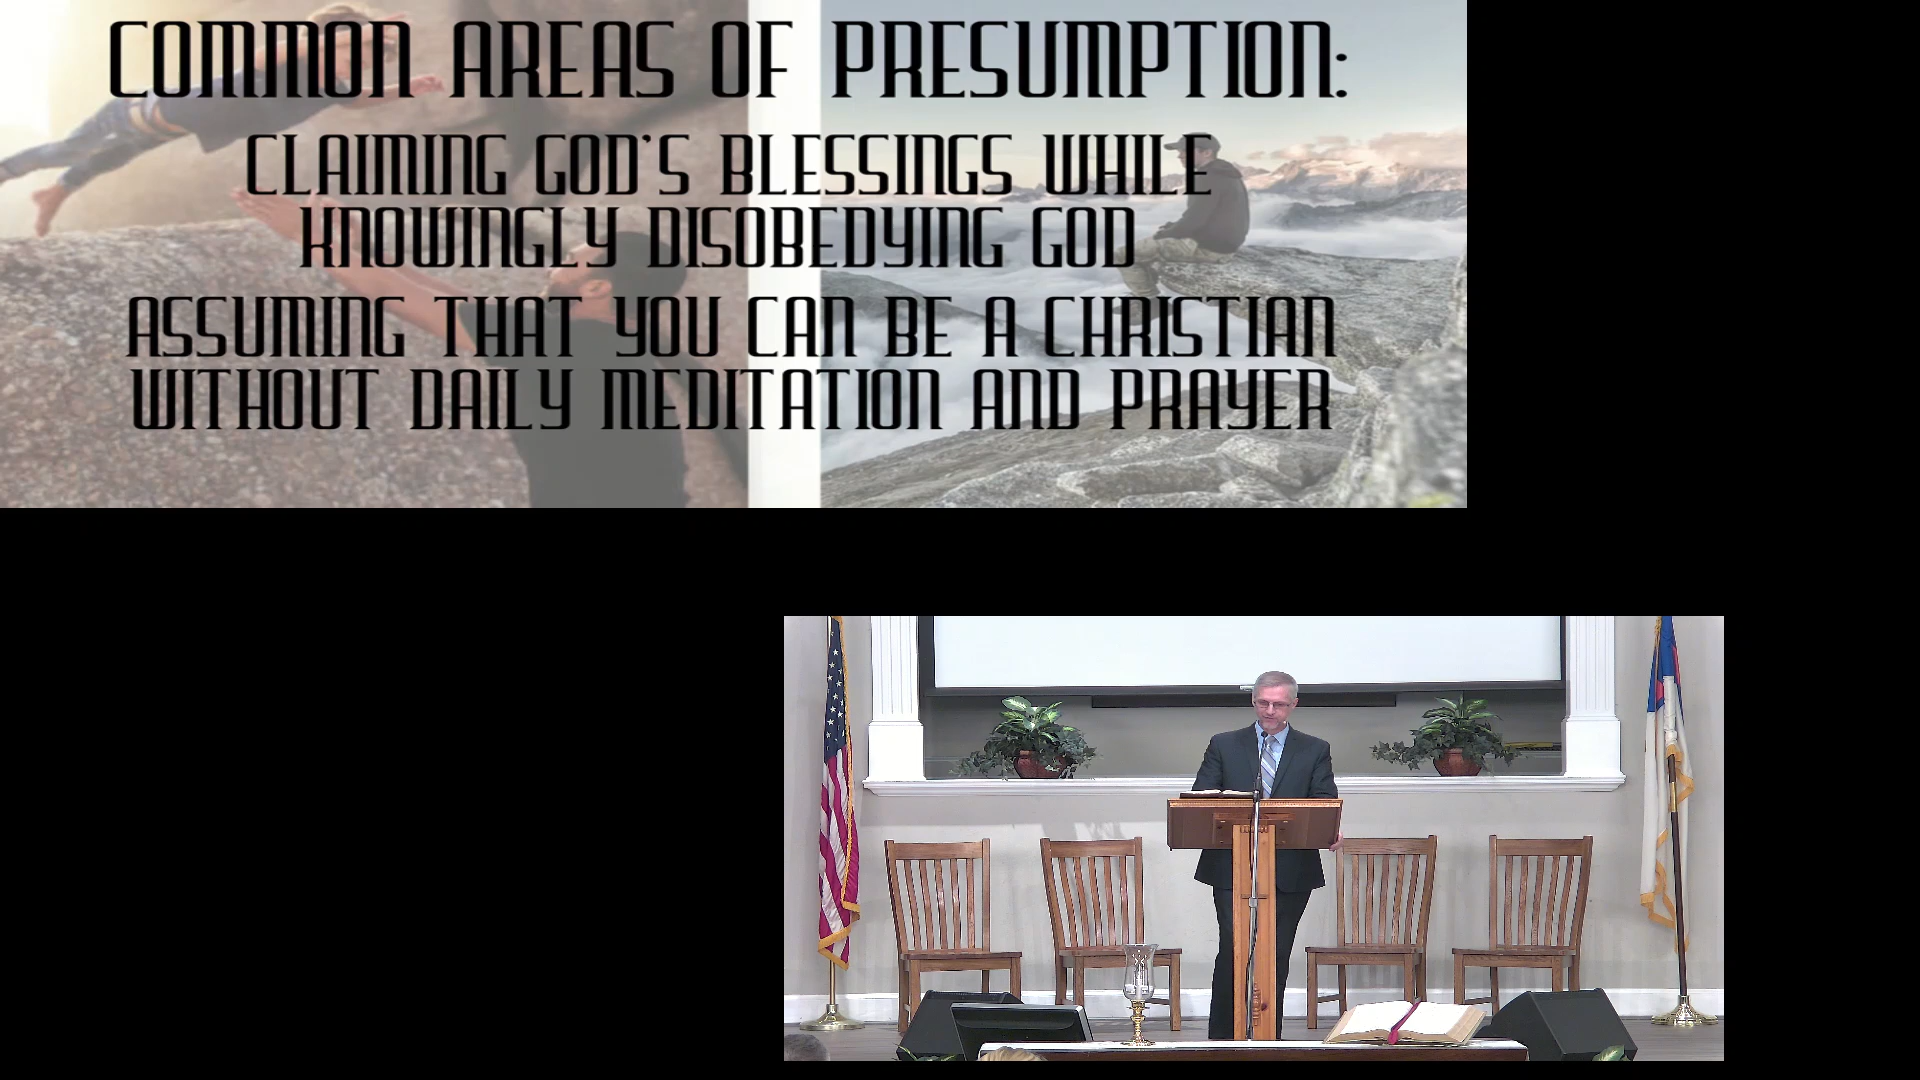 COMMON AREAS OF PRESUMPTION:
CLAIMING GOD'S BLESSINGS WHILE
KNOWINGLY DISOBEDYING GOD
ASSUMING THAT YOU CAN BE A CHRISTIAN
WITHOUT DAILY MEDITATION AND PRAYER